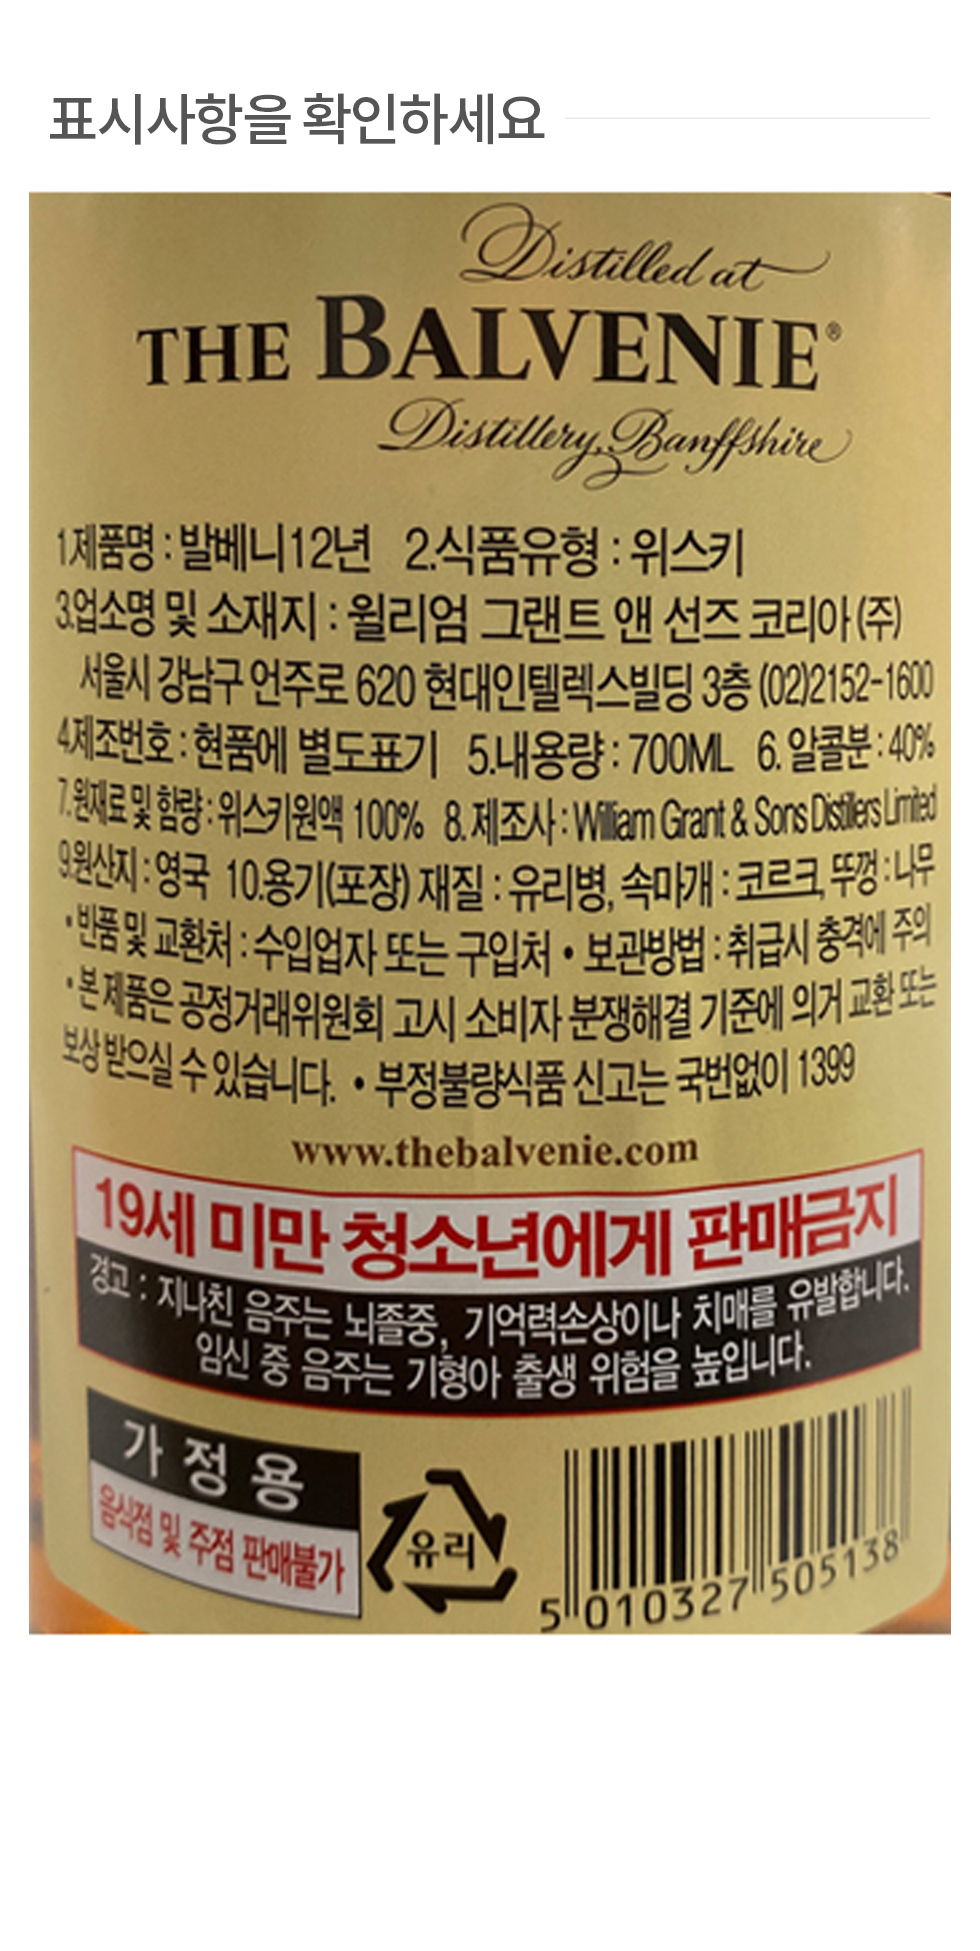 표시사항을 확인하세요
Distilled at
THE BALVENIE®
Distillery, Banffshire
1.제품명 : 발베니12년 2.식품유형 : 위스키
3.업소명 및 소재지 : 윌리엄 그랜트 앤 선즈 코리아(주)
서울시 강남구 언주로 620 현대인텔렉스빌딩 3층 (02)2152-1600
4.제조번호 : 현품에 별도표기 5.내용량 : 700ML 6. 알콜분 : 40%
7.원재료 및 함량 : 위스키원액 100% 8. 제조사 : William Grant & Sons Distillers Limited
9.원산지 : 영국 10.용기(포장) 재질 : 유리병, 속마개 : 코르크, 뚜껑 : 나무
• 반품 및 교환처 : 수입업자 또는 구입처 • 보관방법 : 취급시 충격에 주의
• 본 제품은 공정거래위원회 고시 소비자 분쟁해결 기준에 의거 교환 또는
보상 받으실 수 있습니다. • 부정불량식품 신고는 국번없이 1399
www.thebalvenie.com
19세 미만 청소년에게 판매금지
경고 : 지나친 음주는 뇌졸중, 기억력손상이나 치매를 유발합니다.
임신 중 음주는 기형아 출생 위험을 높입니다.
가정용
음식점 및 주점 판매불가
유리
5 010327 505138